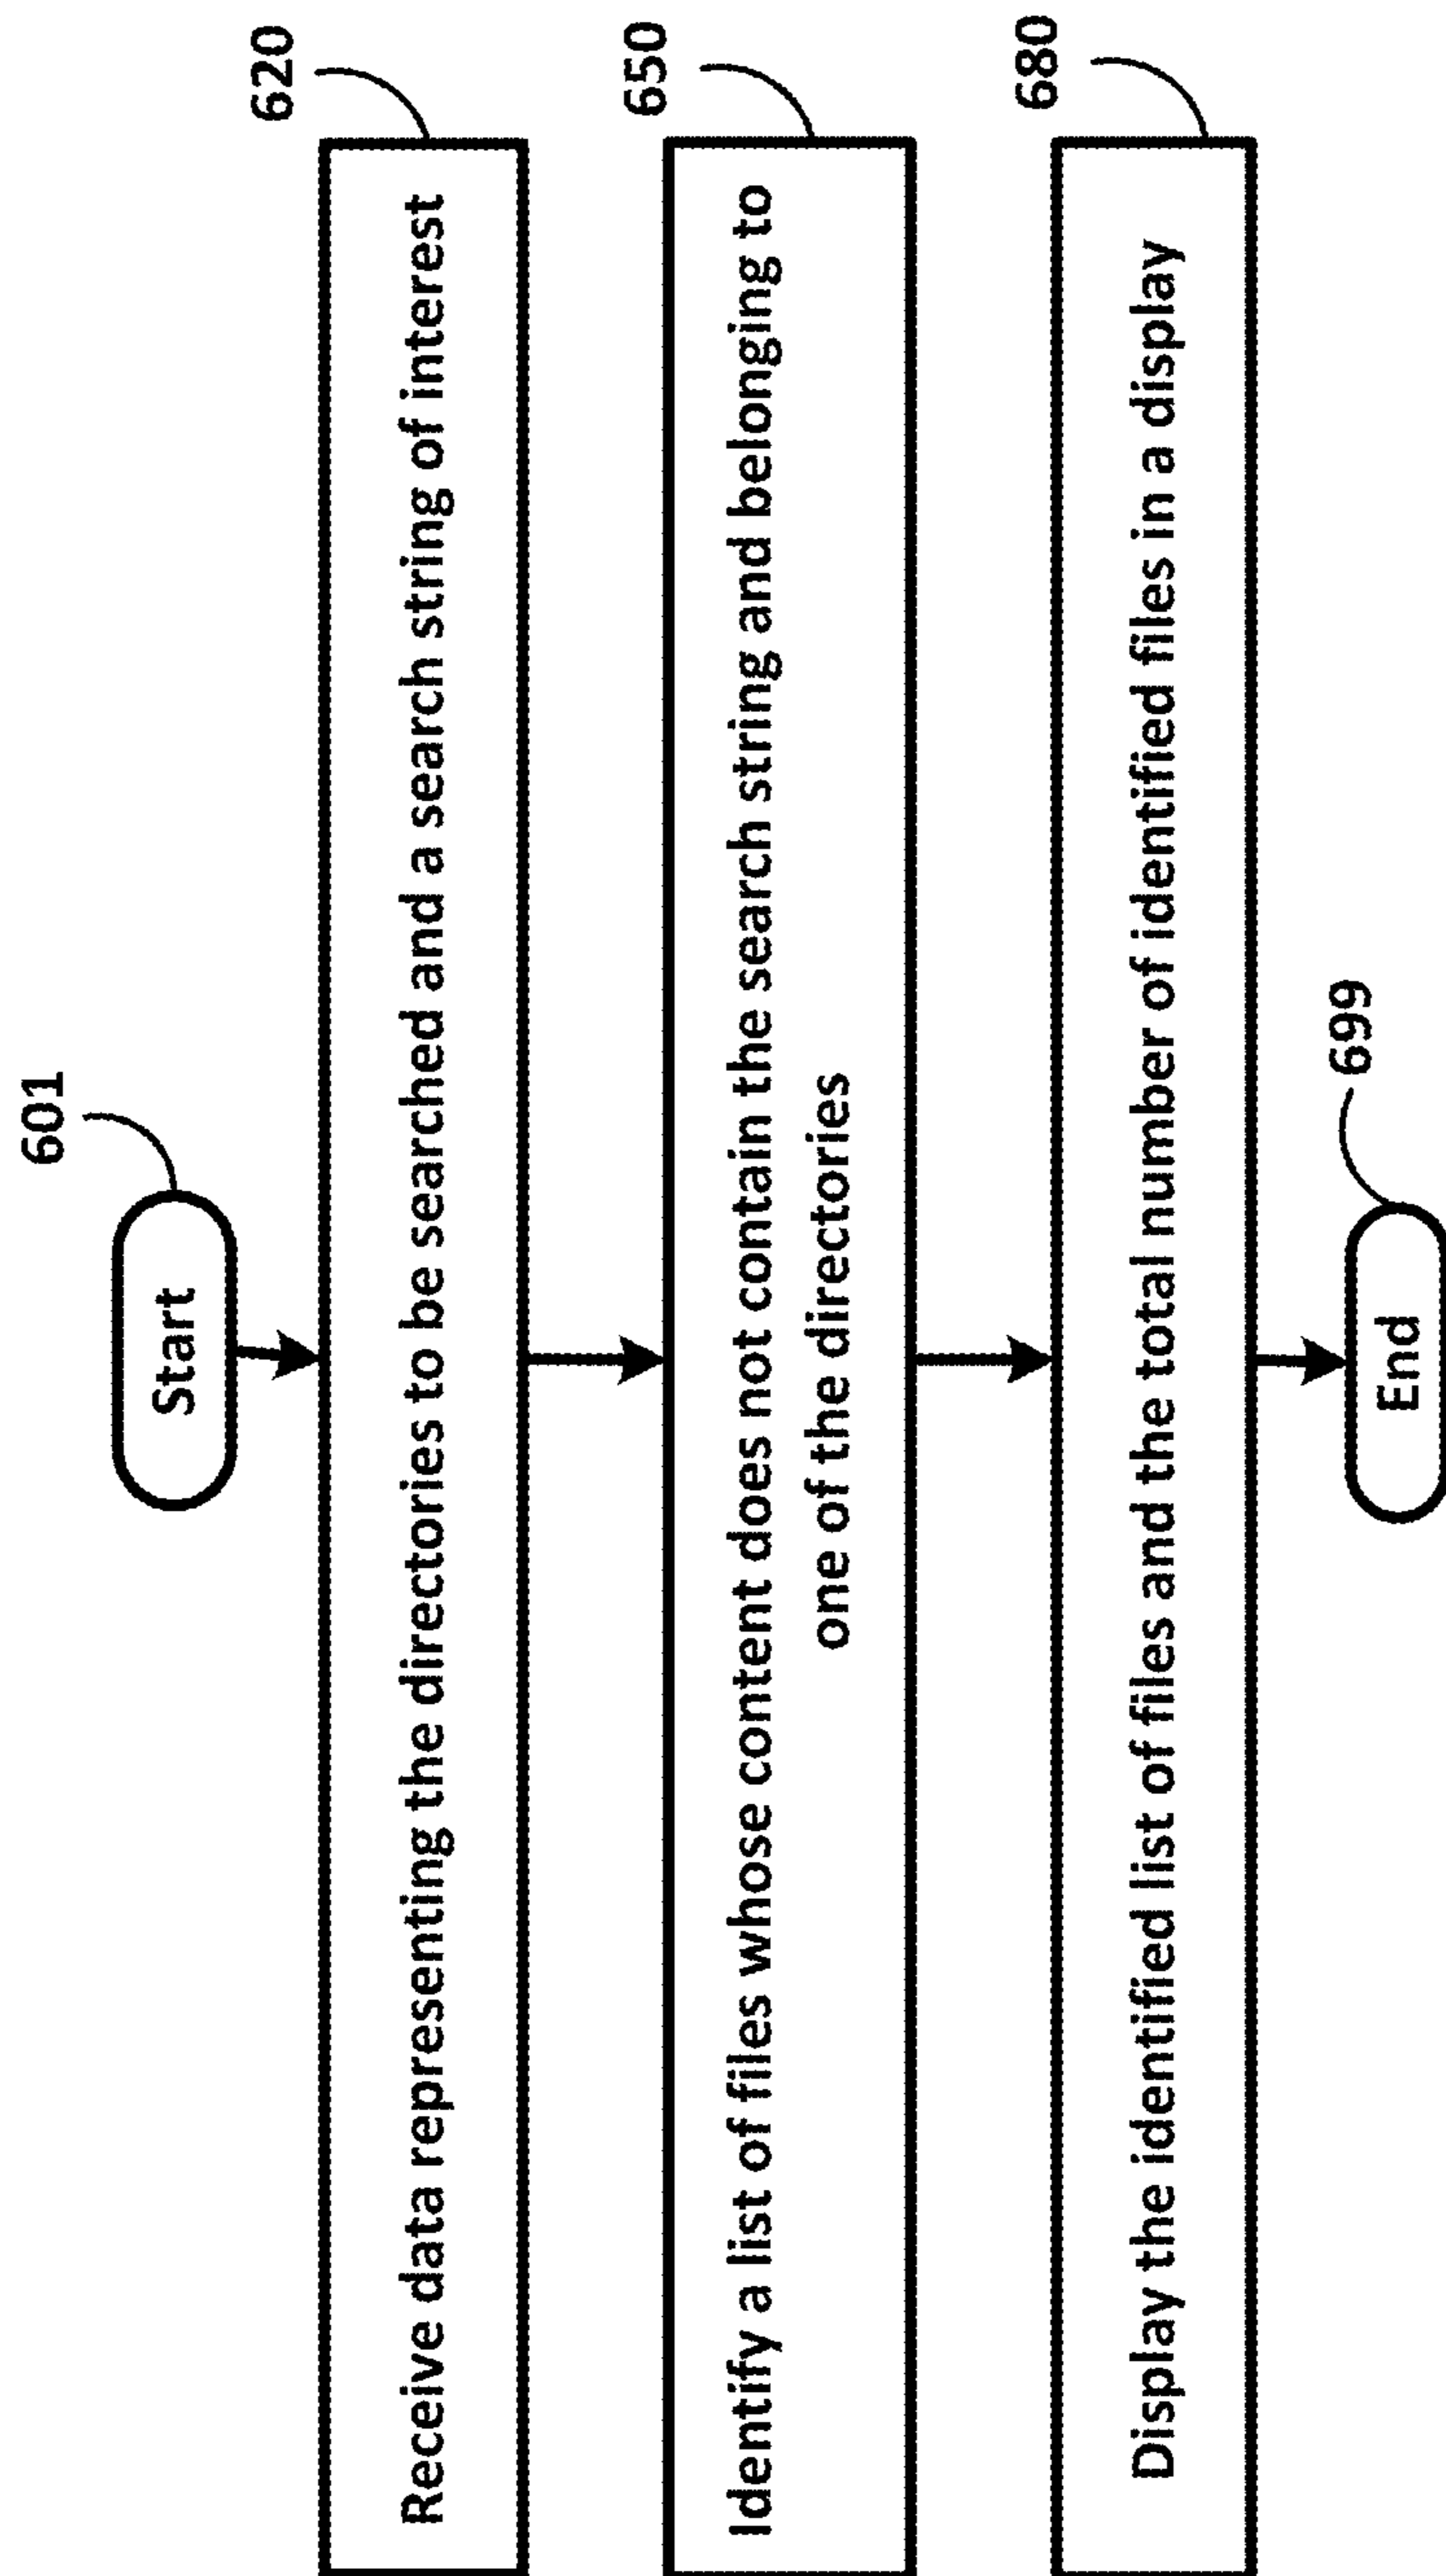 601
Start
620
Receive data representing the directories to be searched and a search string of interest
650
Identify a list of files whose content does not contain the search string and belonging to
one of the directories
680
Display the identified list of files and the total number of identified files in a display
699
End